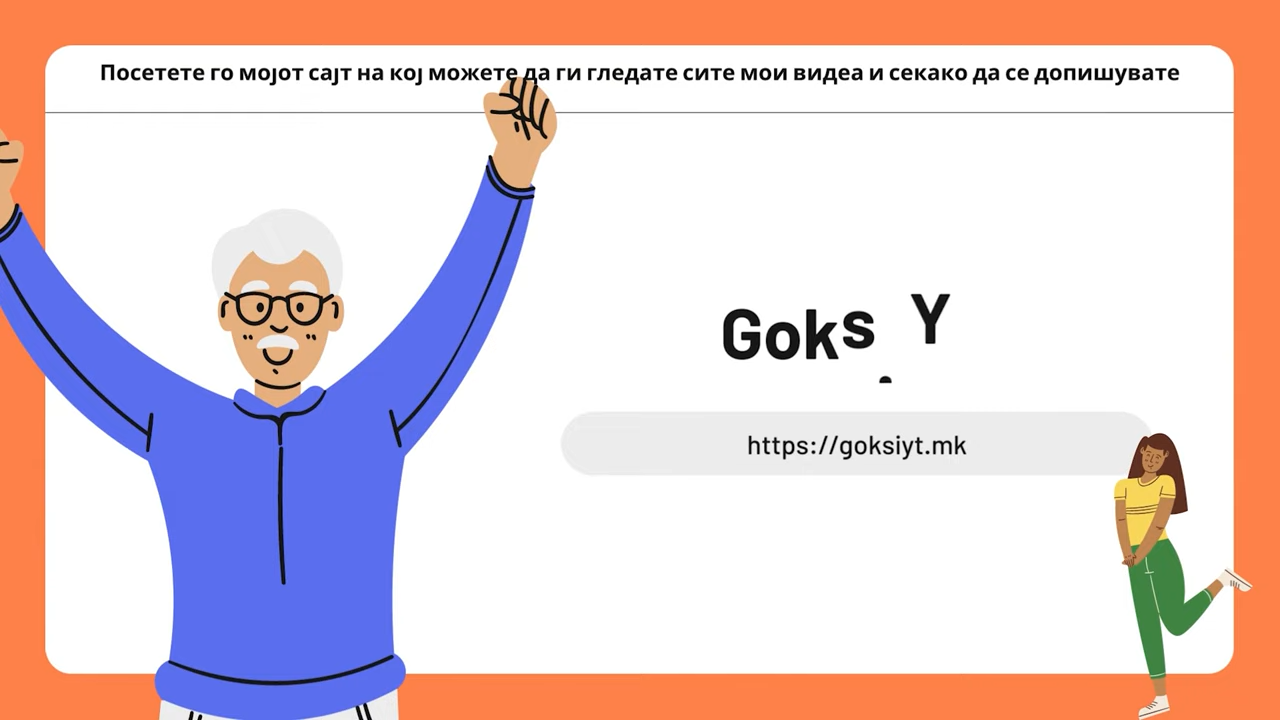 Посетете го мојот сајт на кој можете да ги гледате сите мои видеа и секако да се допишувате
Goks Y
https://goksiyt.mk